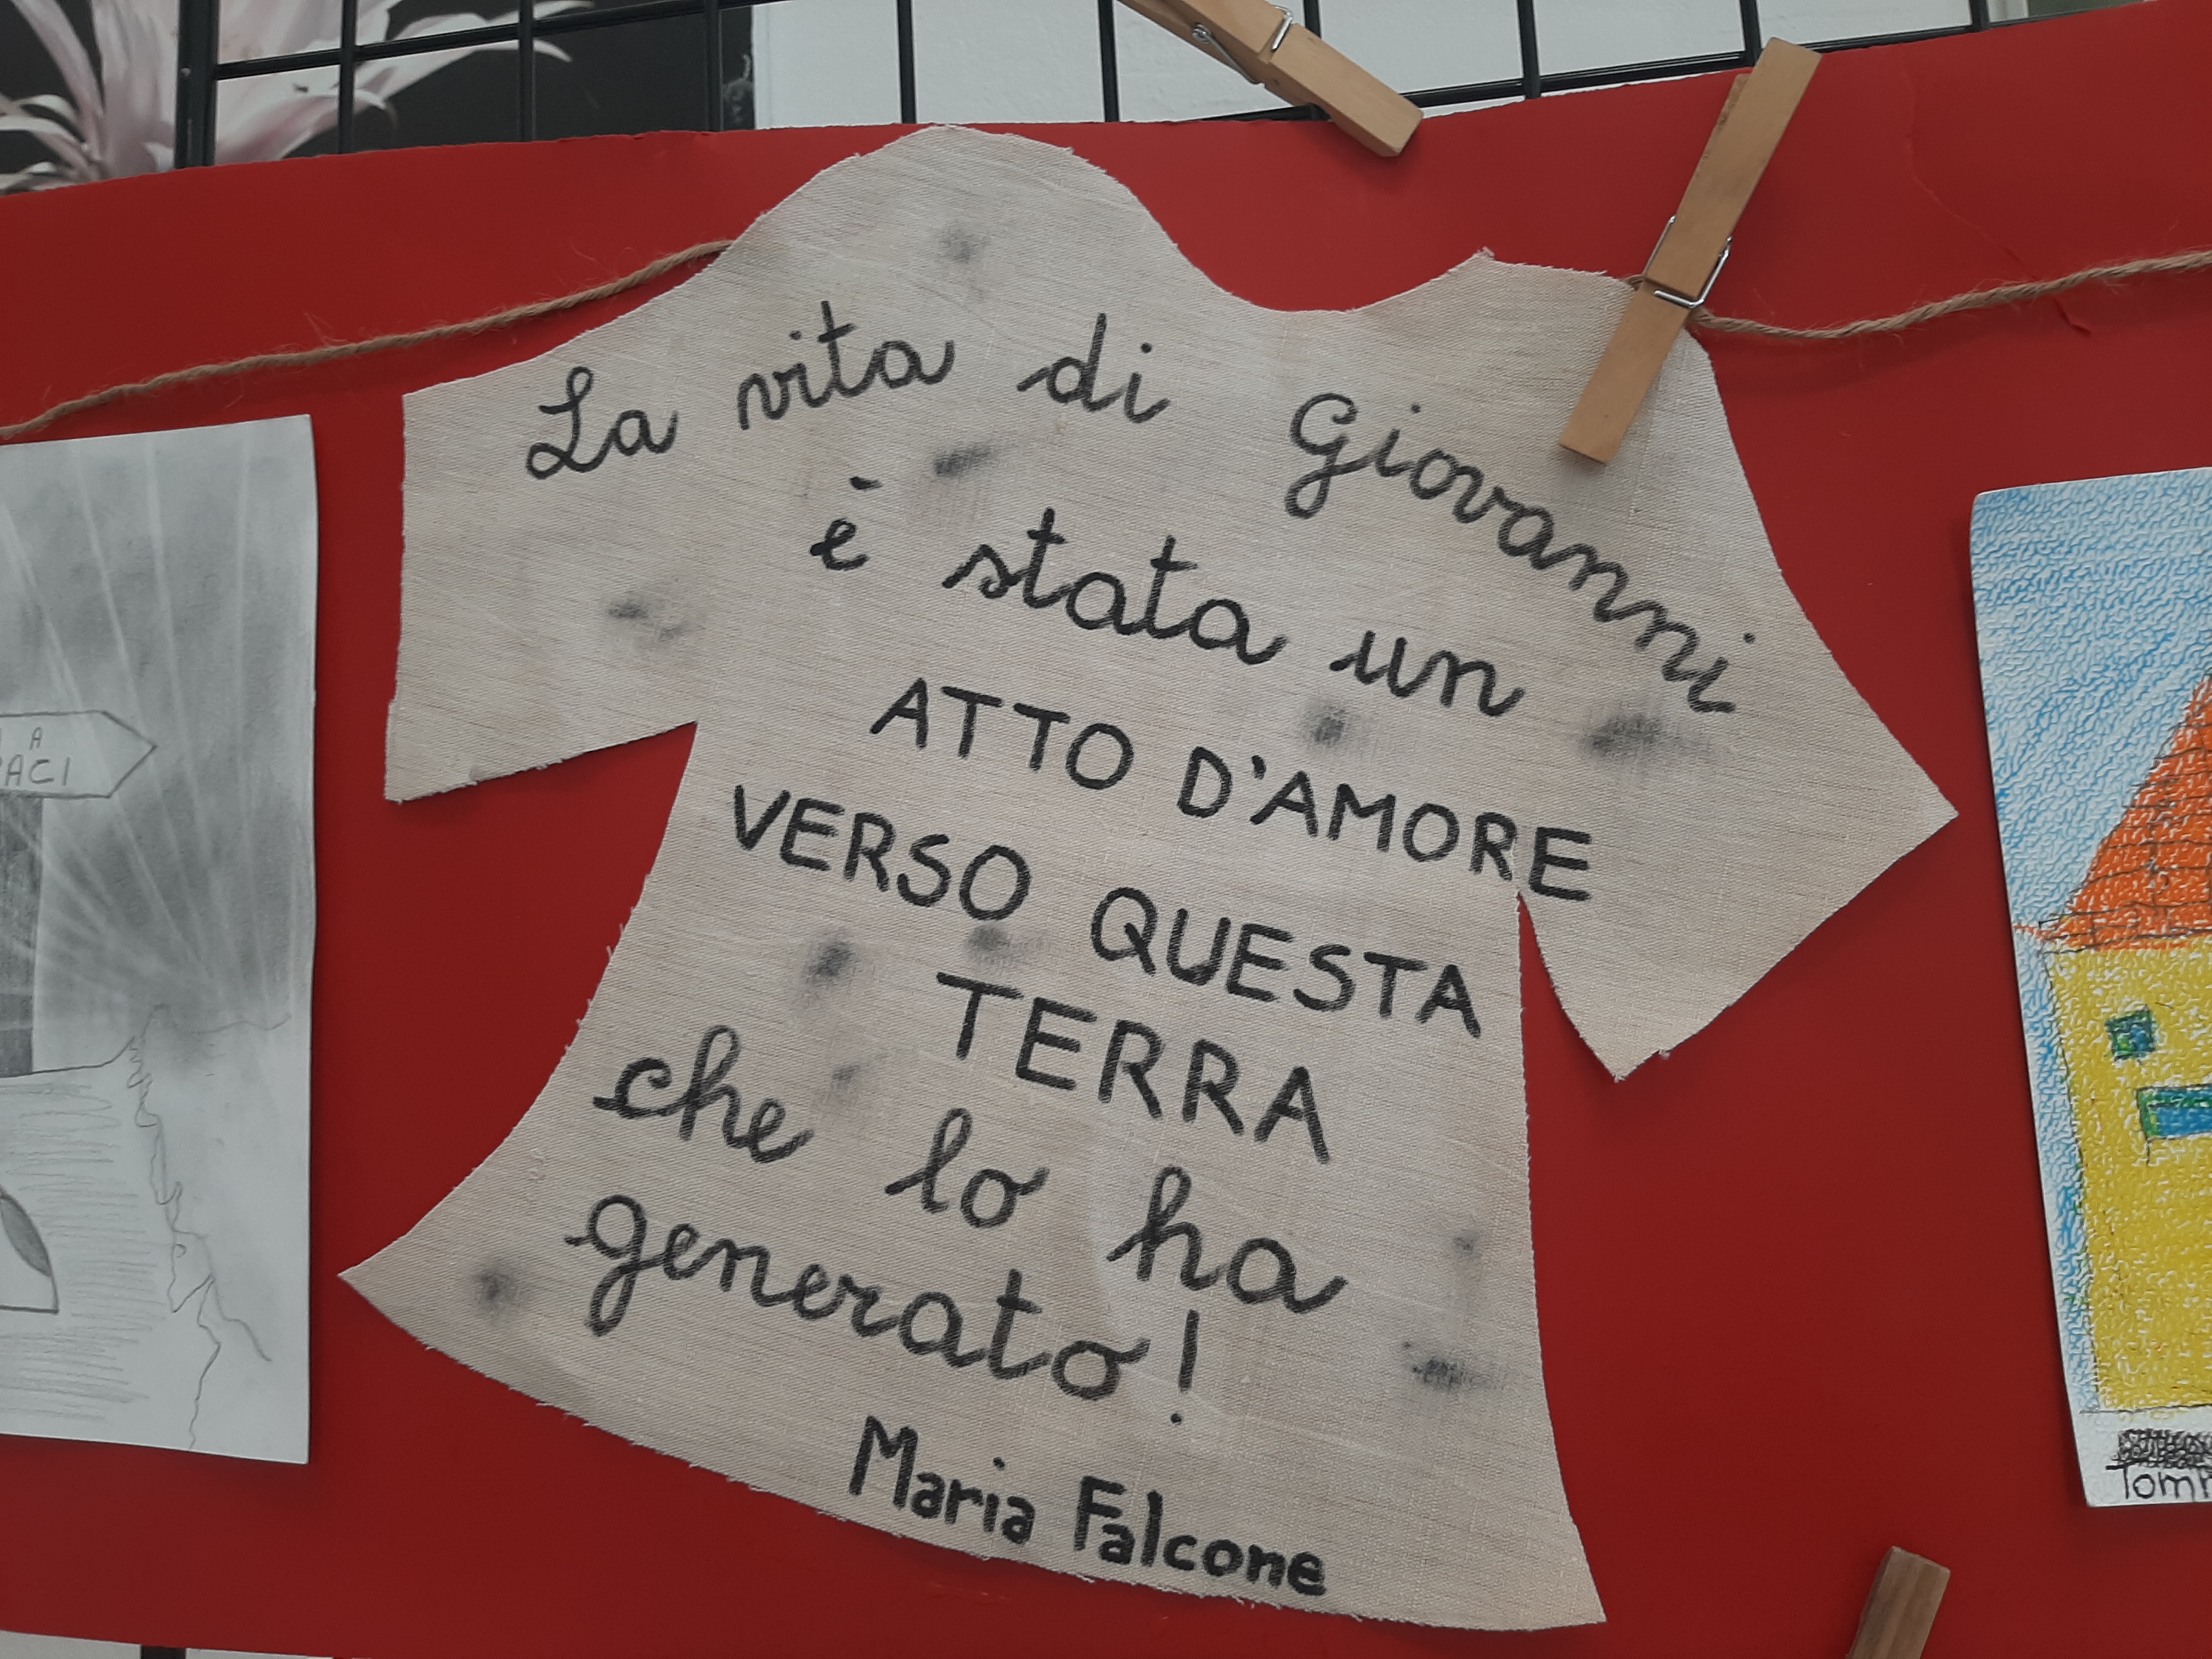 La vita di Giovanni
è stata un
ATTO D'AMORE
VERSO QUESTA
TERRA
che lo ha
generato!
Maria Falcone
A